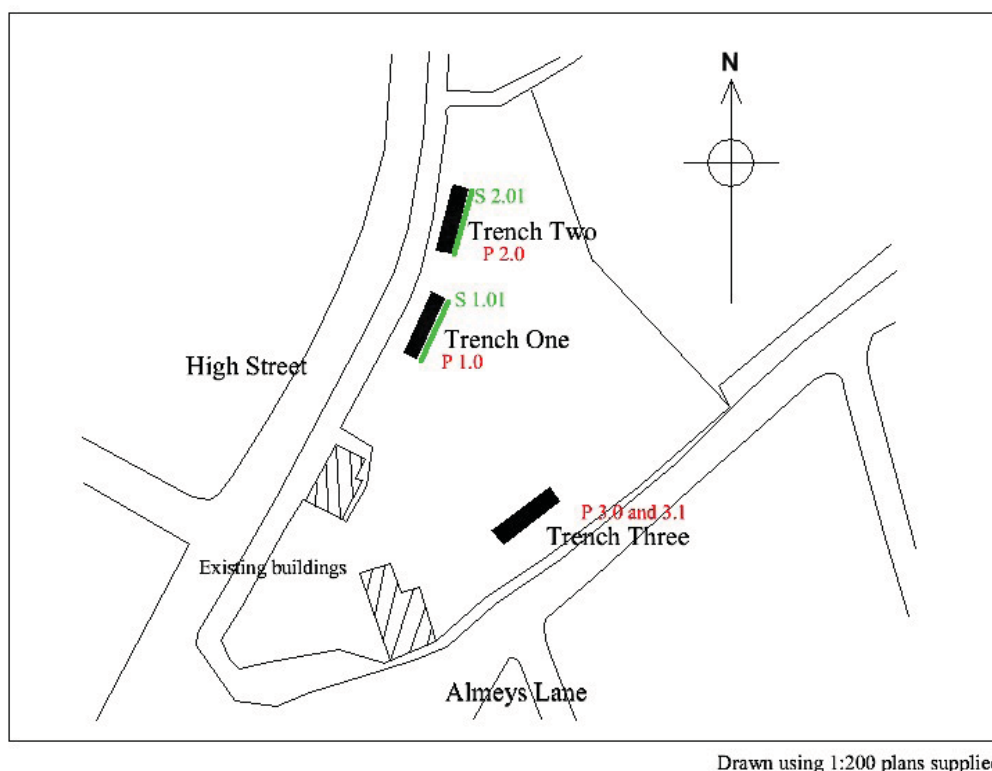 N
S 2.01
Trench Two
P 2.0
S 1.01
Trench One
P 1.0
High Street
P 3.0 and 3.1
Trench Three
Existing buildings
Almeys Lane
Drawn using 1:200 plans supplied